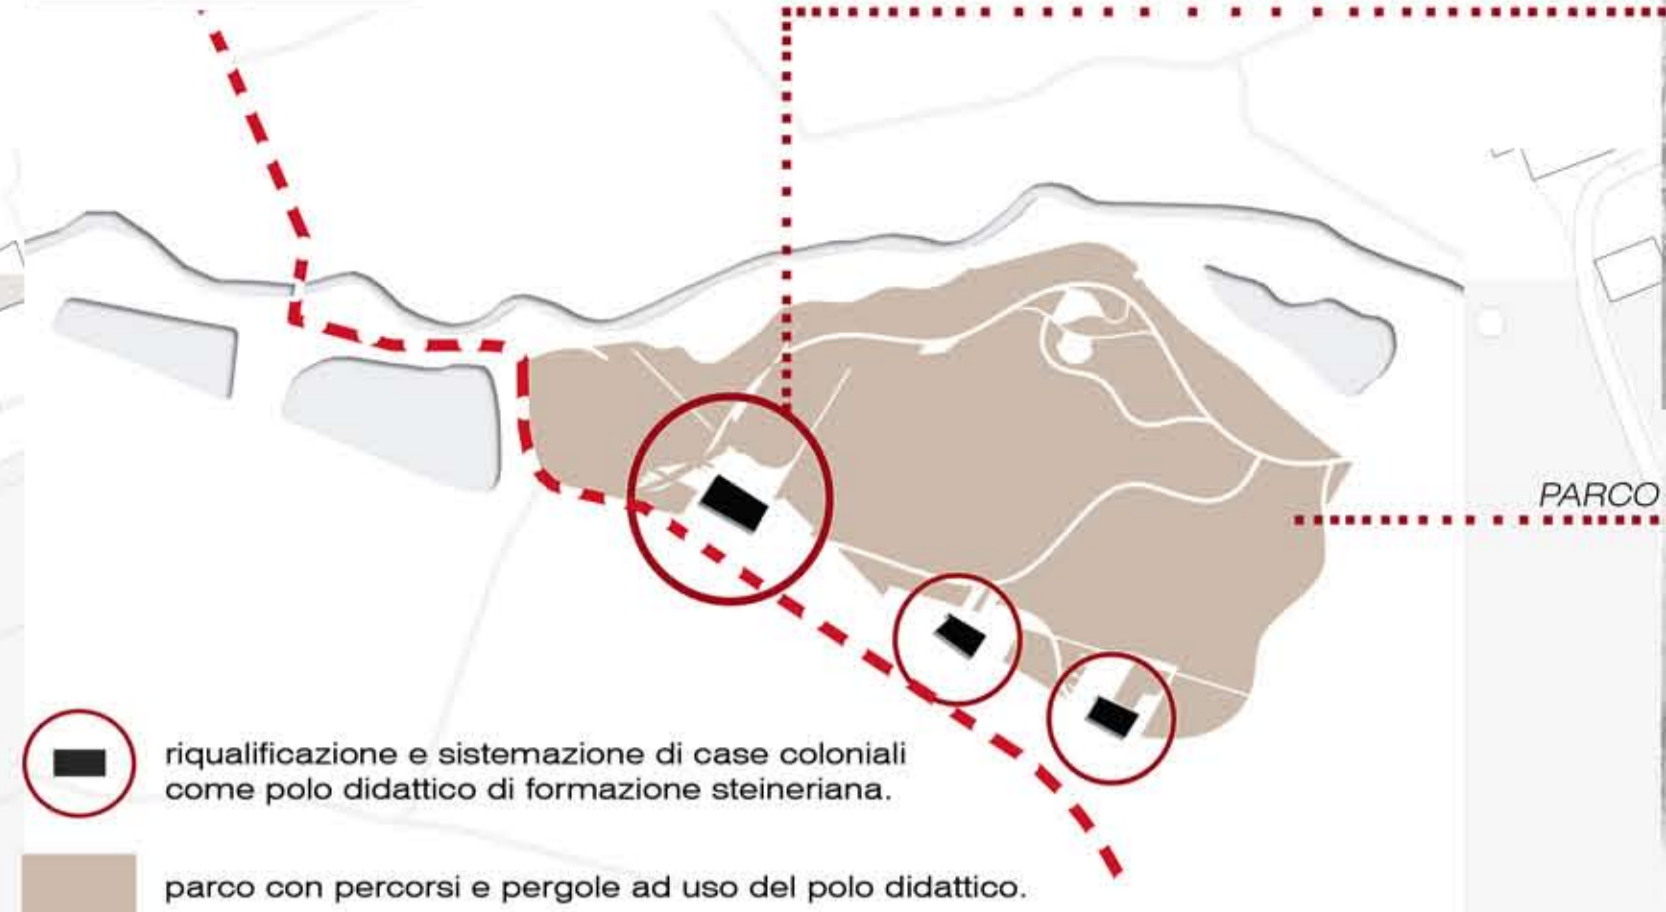 PARCO
riqualificazione e sistemazione di case coloniali
come polo didattico di formazione steineriana.
parco con percorsi e pergole ad uso del polo didattico.